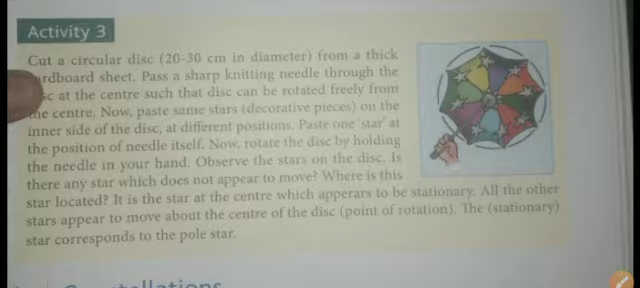 Activity 3
Cut a circular disc (20-30 cm in diameter) from a thick
ardboard sheet. Pass a sharp knitting needle through the
sc at the centre such that disc can be rotated freely from
the centre. Now, paste same stars (decorative pieces) on the
inner side of the disc, at different positions. Paste one 'star' at
the position of needle itself. Now, rotate the disc by holding
the needle in your hand. Observe the stars on the disc. Is
there any star which does not appear to move? Where is this
star located? It is the star at the centre which apperars to be stationary. All the other
stars appear to move about the centre of the disc (point of rotation). The (stationary)
star corresponds to the pole star.